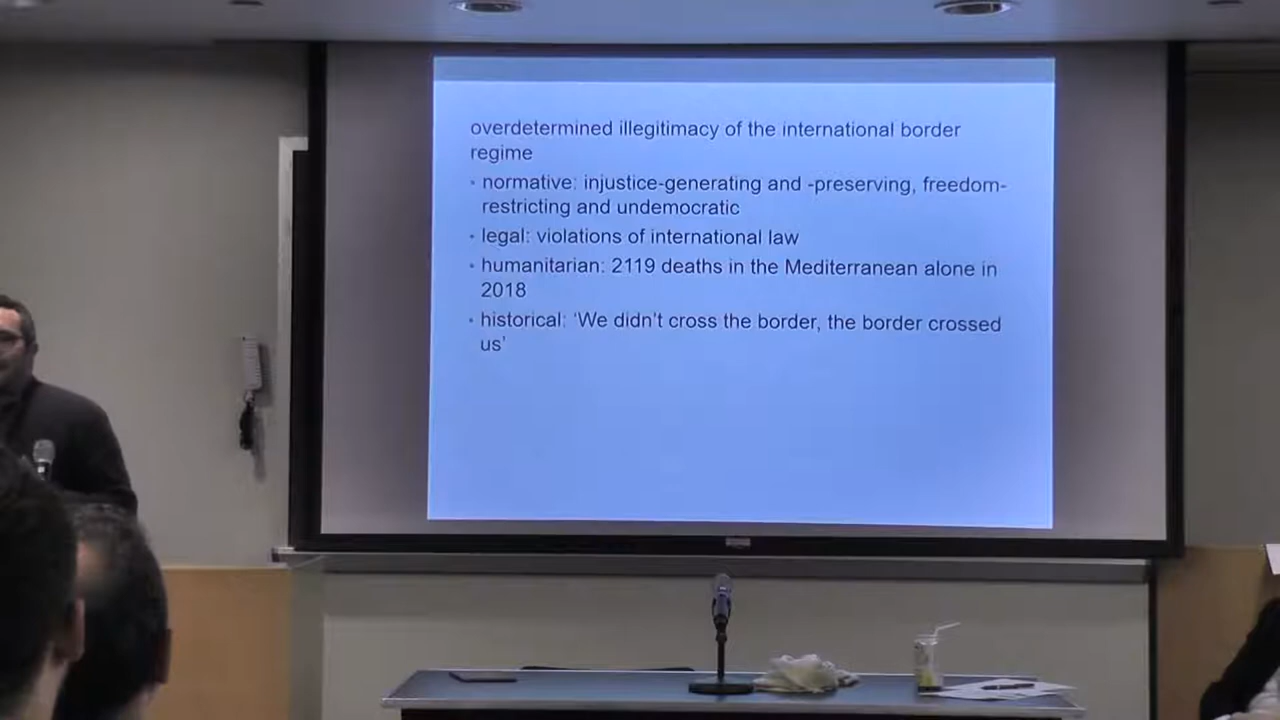 overdetermined illegitimacy of the international border
regime
• normative: injustice-generating and -preserving, freedom-
restricting and undemocratic
• legal: violations of international law
• humanitarian: 2119 deaths in the Mediterranean alone in
2018
• historical: ‘We didn’t cross the border, the border crossed
us’